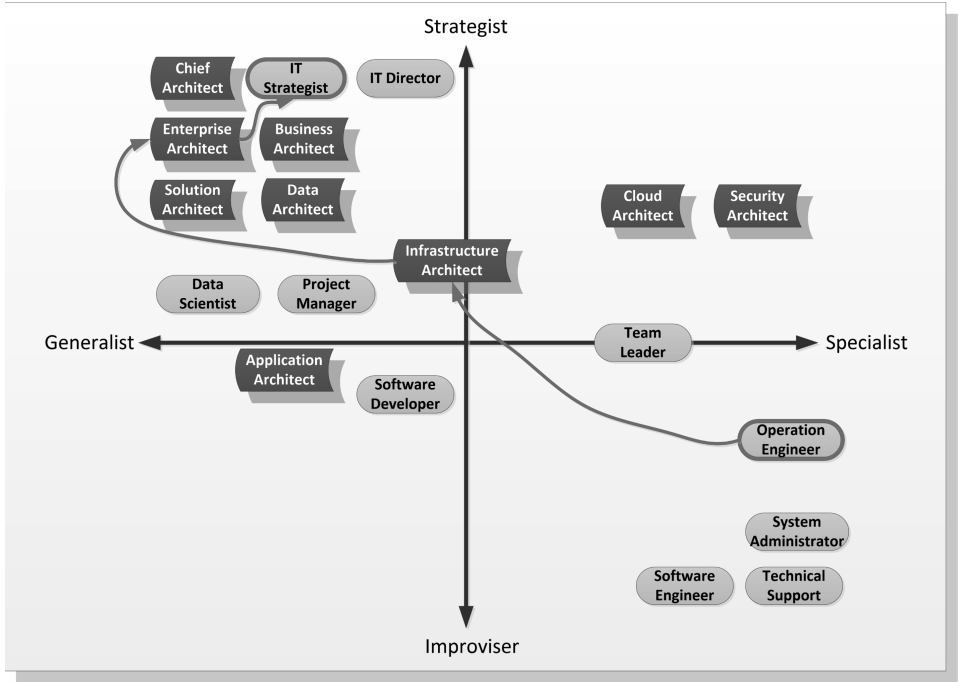 Strategist
Chief
Architect
IT
Strategist
IT Director
Enterprise
Architect
Business
Architect
Solution
Architect
Data
Architect
Cloud
Architect
Security
Architect
Infrastructure
Architect
Data
Scientist
Project
Manager
Generalist
Team
Leader
Specialist
Application
Architect
Software
Developer
Operation
Engineer
System
Administrator
Software
Engineer
Technical
Support
Improviser